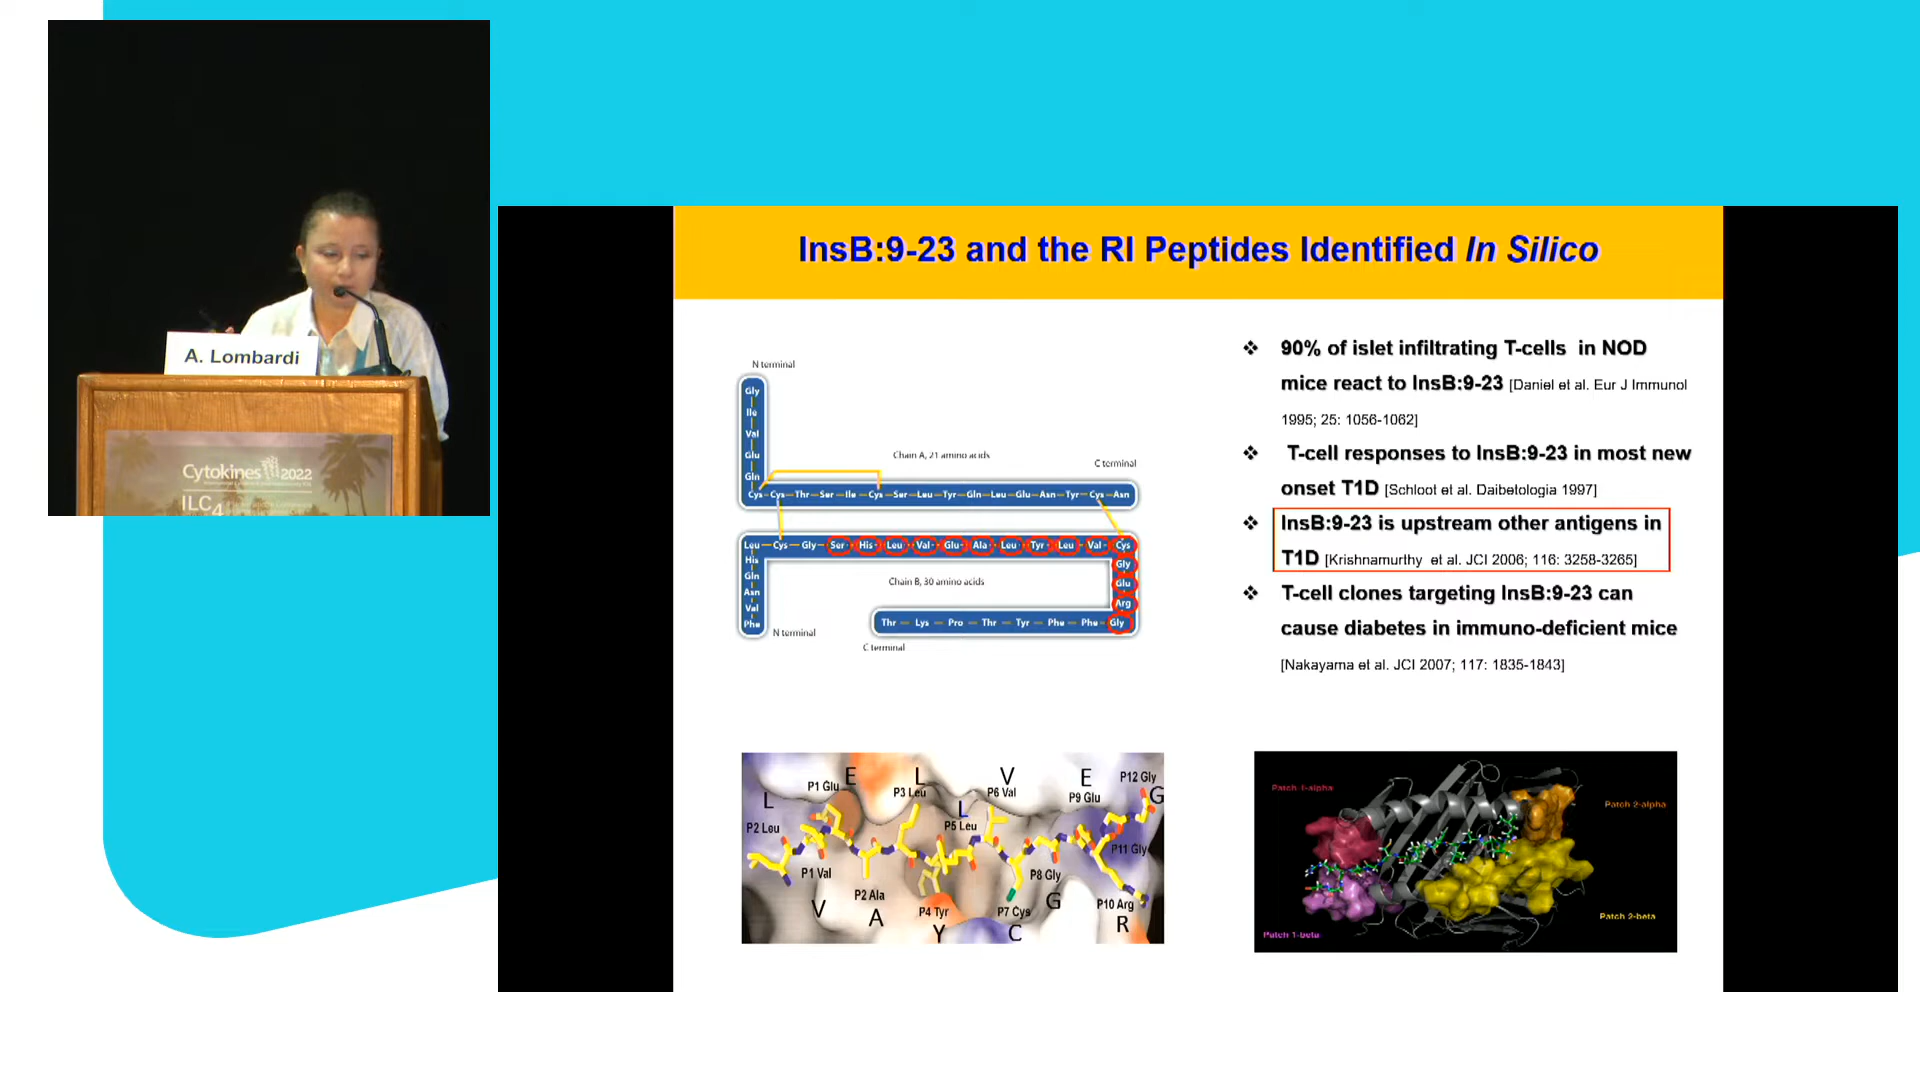 A. Lombardi
Cytokines 2022
ILC4
InsB:9-23 and the RI Peptides Identified In Silico
N terminal
Gly
Ile
Val
Glu
Gln
Chain A, 21 amino acids
C terminal
Cys Cys Thr Ser Ile Cys Ser Leu Tyr Gln Leu Glu Asn Tyr Cys Asn
Leu Cys Gly Ser His Leu Val Glu Ala Leu Tyr Leu Val Cys
His
Gln
Asn
Val
Phe
N terminal
Chain B, 30 amino acids
Gly
Glu
Arg
Thr Lys Pro Thr Tyr Phe Phe Gly
C terminal
❖ 90% of islet infiltrating T-cells in NOD
mice react to InsB:9-23 [Daniel et al. Eur J Immunol
1995; 25: 1056-1062]
❖ T-cell responses to InsB:9-23 in most new
onset T1D [Schloot et al. Daibetologia 1997]
❖ InsB:9-23 is upstream other antigens in
T1D [Krishnamurthy et al. JCI 2006; 116: 3258-3265]
❖ T-cell clones targeting InsB:9-23 can
cause diabetes in immuno-deficient mice
[Nakayama et al. JCI 2007; 117: 1835-1843]
P1 Glu E L V E P12 Gly
L P3 Leu P6 Val P9 Glu G
P2 Leu L P5 Leu
P11 Gly
P1 Val P8 Gly
P2 Ala G P10 Arg
V A P4 Tyr P7 Cys R
Y C
Patch 1-alpha
Patch 2-alpha
Patch 2-beta
Patch 1-beta